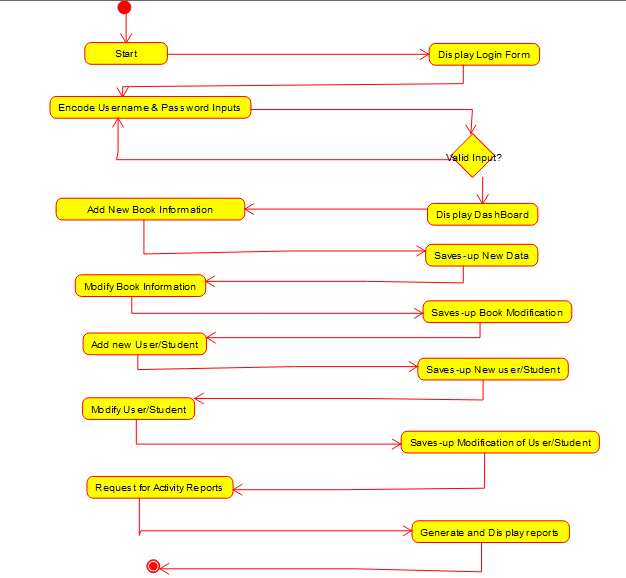 Start
Display Login Form
Encode Username & Password Inputs
Valid Input?
Add New Book Information
Display DashBoard
Saves-up New Data
Modify Book Information
Saves-up Book Modification
Add new User/Student
Saves-up New user/Student
Modify User/Student
Saves-up Modification of User/Student
Request for Activity Reports
Generate and Display reports